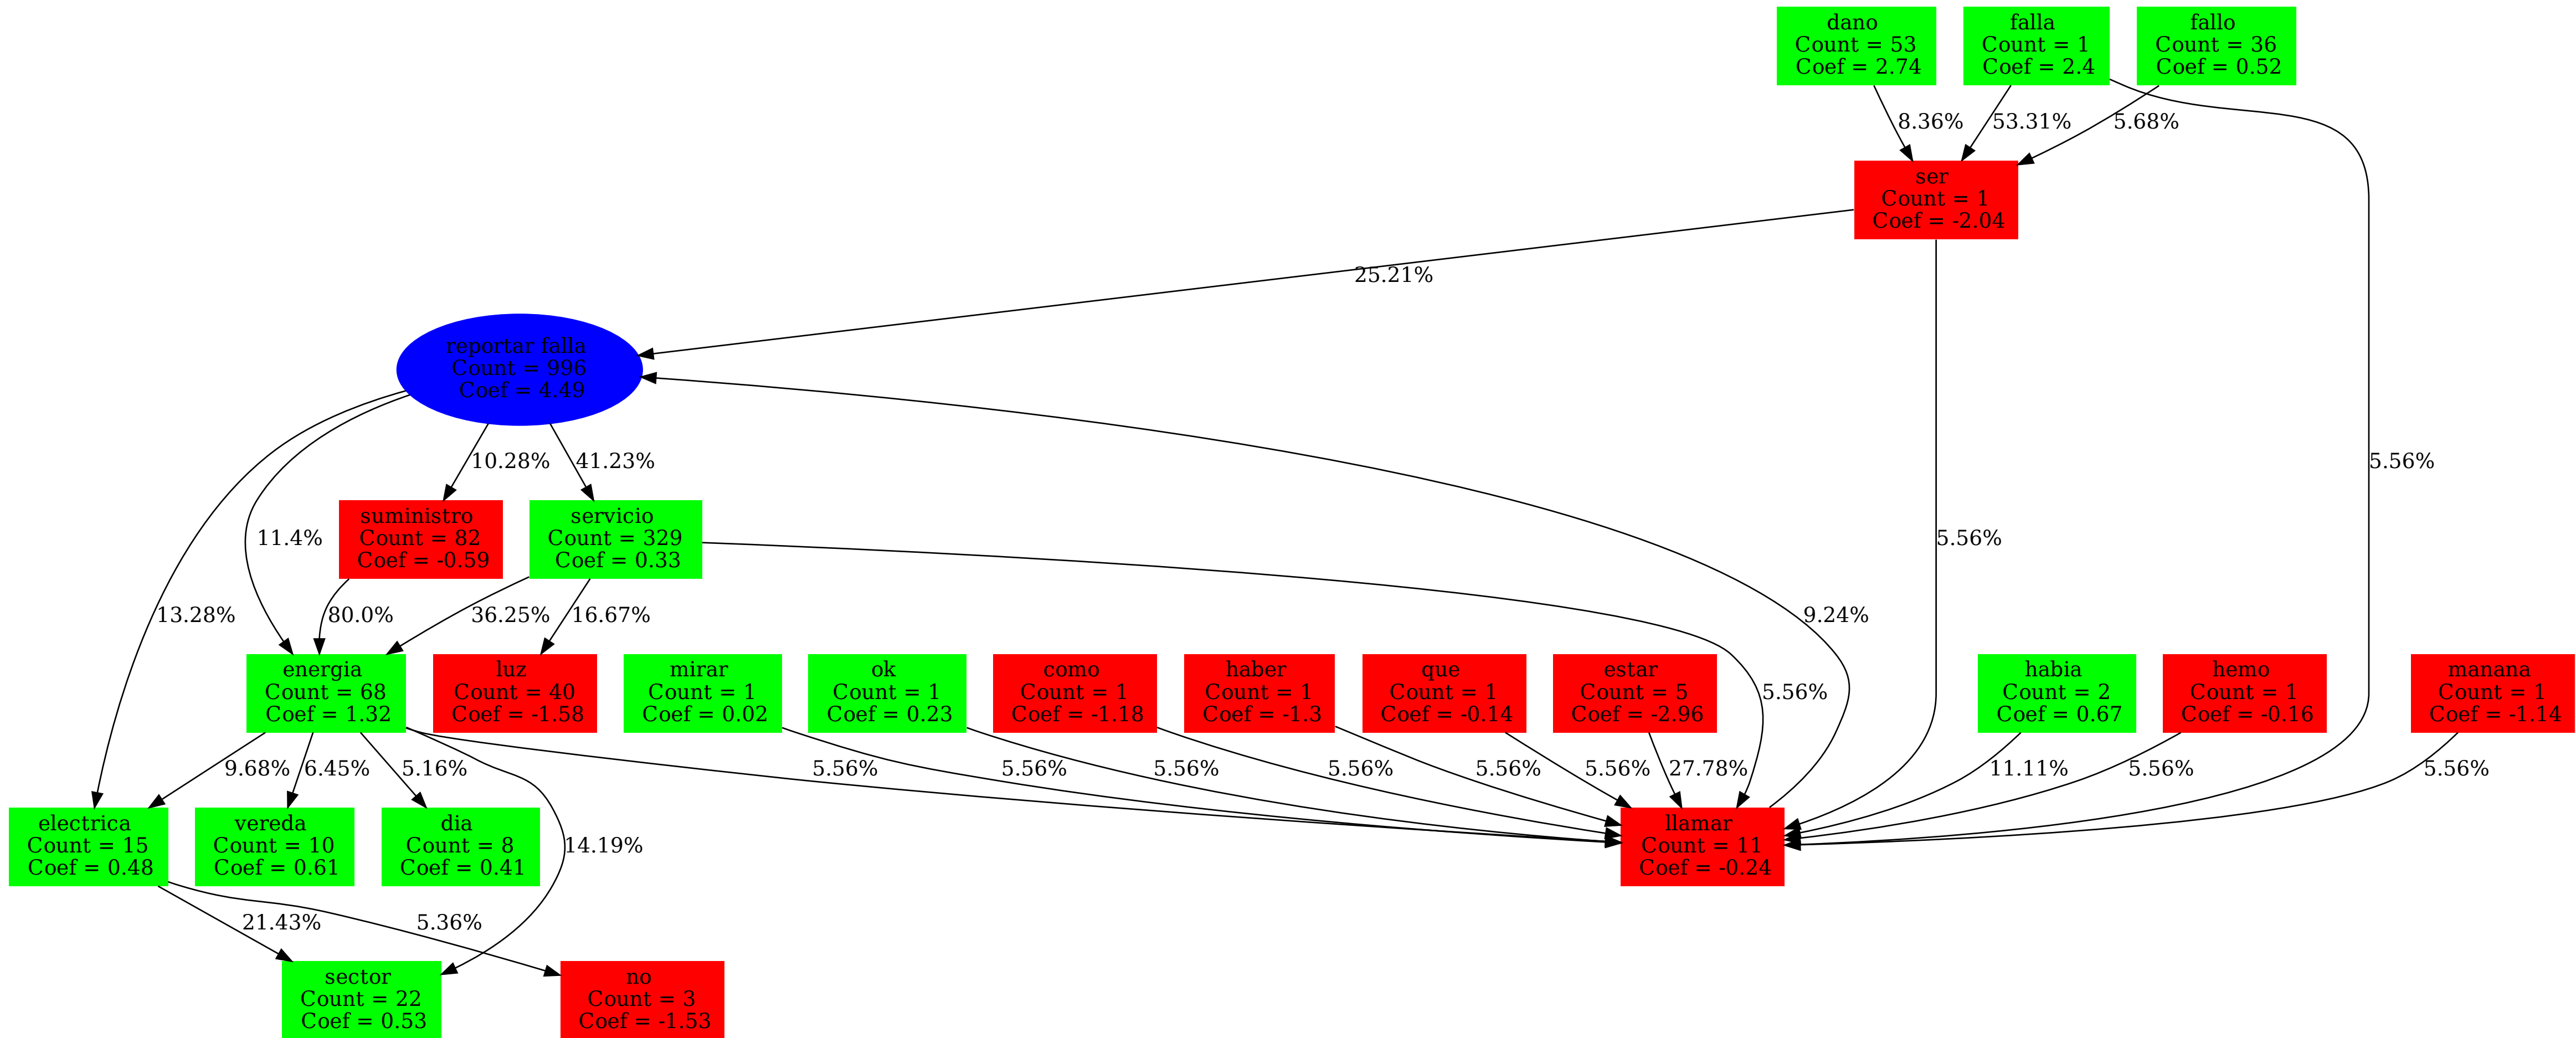 dano
Count = 53
Coef = 2.74
falla
Count = 1
Coef = 2.4
fallo
Count = 36
Coef = 0.52
8.36%
53.31%
5.68%
ser
Count = 1
Coef = -2.04
25.21%
reportar falla
Count = 996
Coef = 4.49
10.28%
41.23%
5.56%
suministro
Count = 82
Coef = -0.59
servicio
Count = 329
Coef = 0.33
11.4%
5.56%
13.28%
80.0%
36.25%
16.67%
9.24%
5.56%
energia
Count = 68
Coef = 1.32
luz
Count = 40
Coef = -1.58
mirar
Count = 1
Coef = 0.02
ok
Count = 1
Coef = 0.23
como
Count = 1
Coef = -1.18
haber
Count = 1
Coef = -1.3
que
Count = 1
Coef = -0.14
estar
Count = 5
Coef = -2.96
habia
Count = 2
Coef = 0.67
hemo
Count = 1
Coef = -0.16
manana
Count = 1
Coef = -1.14
9.68%
6.45%
5.16%
5.56%
5.56%
5.56%
5.56%
5.56%
5.56%
27.78%
11.11%
5.56%
5.56%
electrica
Count = 15
Coef = 0.48
vereda
Count = 10
Coef = 0.61
dia
Count = 8
Coef = 0.41
14.19%
llamar
Count = 11
Coef = -0.24
21.43%
5.36%
sector
Count = 22
Coef = 0.53
no
Count = 3
Coef = -1.53